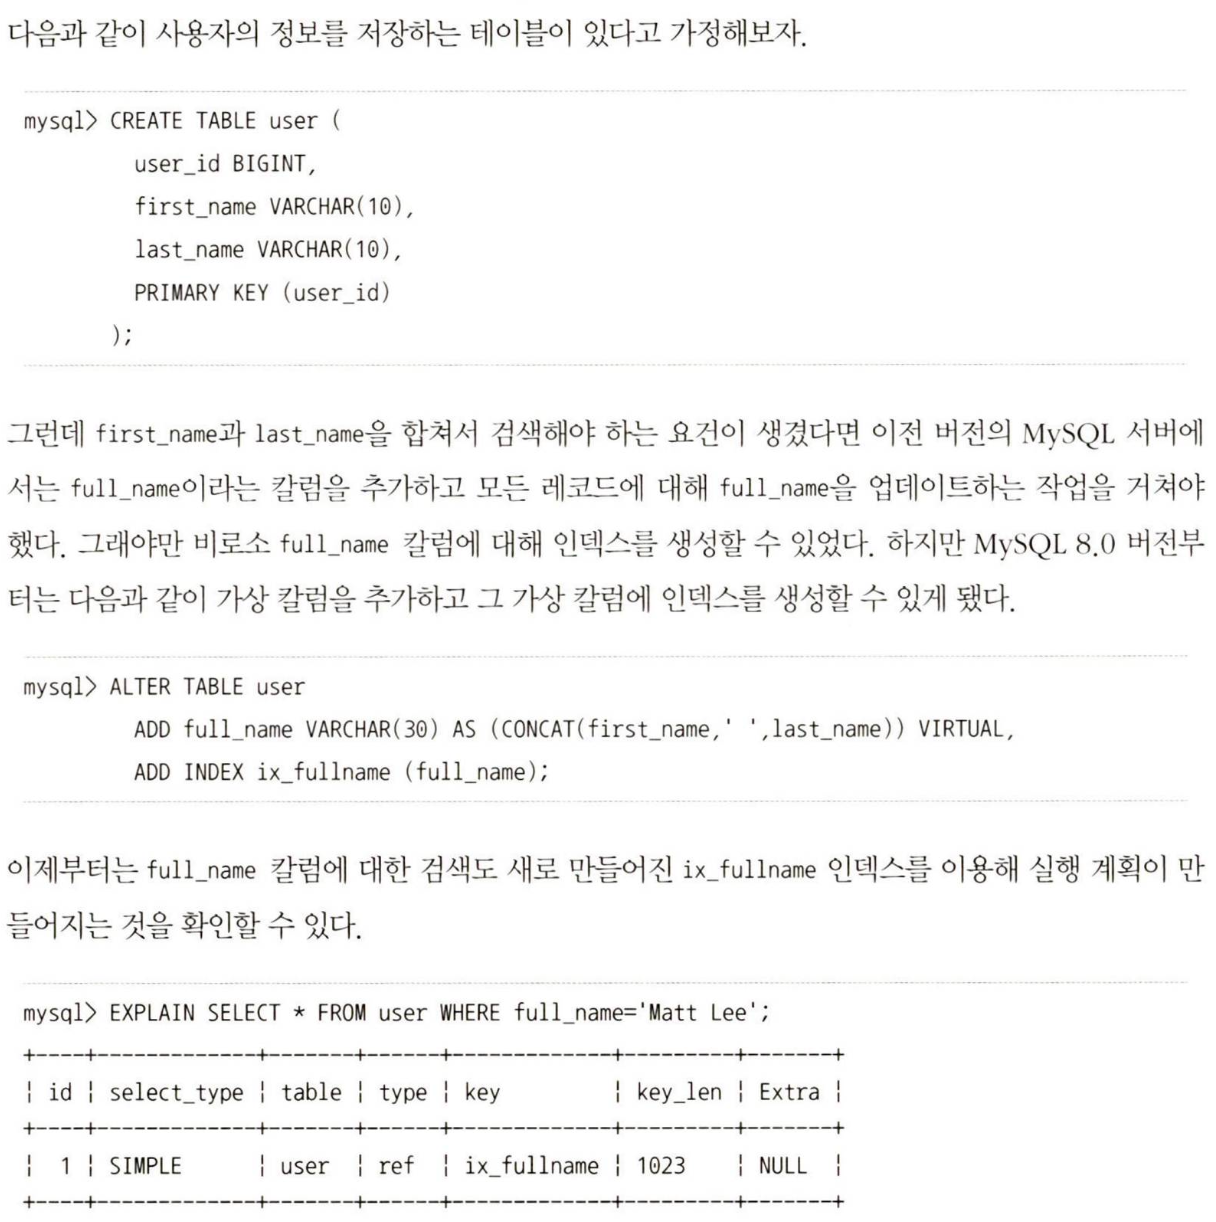 다음과 같이 사용자의 정보를 저장하는 테이블이 있다고 가정해보자.
mysql> CREATE TABLE user (
user_id BIGINT,
first_name VARCHAR(10),
last_name VARCHAR(10),
PRIMARY KEY (user_id)
);
그런데 first_name과 last_name을 합쳐서 검색해야 하는 요건이 생겼다면 이전 버전의 MySQL 서버에
서는 full_name이라는 칼럼을 추가하고 모든 레코드에 대해 full_name을 업데이트하는 작업을 거쳐야
했다. 그래야만 비로소 full_name 칼럼에 대해 인덱스를 생성할 수 있었다. 하지만 MySQL 8.0 버전부
터는 다음과 같이 가상 칼럼을 추가하고 그 가상 칼럼에 인덱스를 생성할 수 있게 됐다.
mysql> ALTER TABLE user
ADD full_name VARCHAR(30) AS (CONCAT(first_name,' ',last_name)) VIRTUAL,
ADD INDEX ix_fullname (full_name);
이제부터는 full_name 칼럼에 대한 검색도 새로 만들어진 ix_fullname 인덱스를 이용해 실행 계획이 만
들어지는 것을 확인할 수 있다.
mysql> EXPLAIN SELECT * FROM user WHERE full_name='Matt Lee';
+----+-------------+-------+------+-------------+---------+-------+
¦ id ¦ select_type ¦ table ¦ type ¦ key         ¦ key_len ¦ Extra ¦
+----+-------------+-------+------+-------------+---------+-------+
¦  1 ¦ SIMPLE      ¦ user  ¦ ref  ¦ ix_fullname ¦ 1023    ¦ NULL  ¦
+----+-------------+-------+------+-------------+---------+-------+